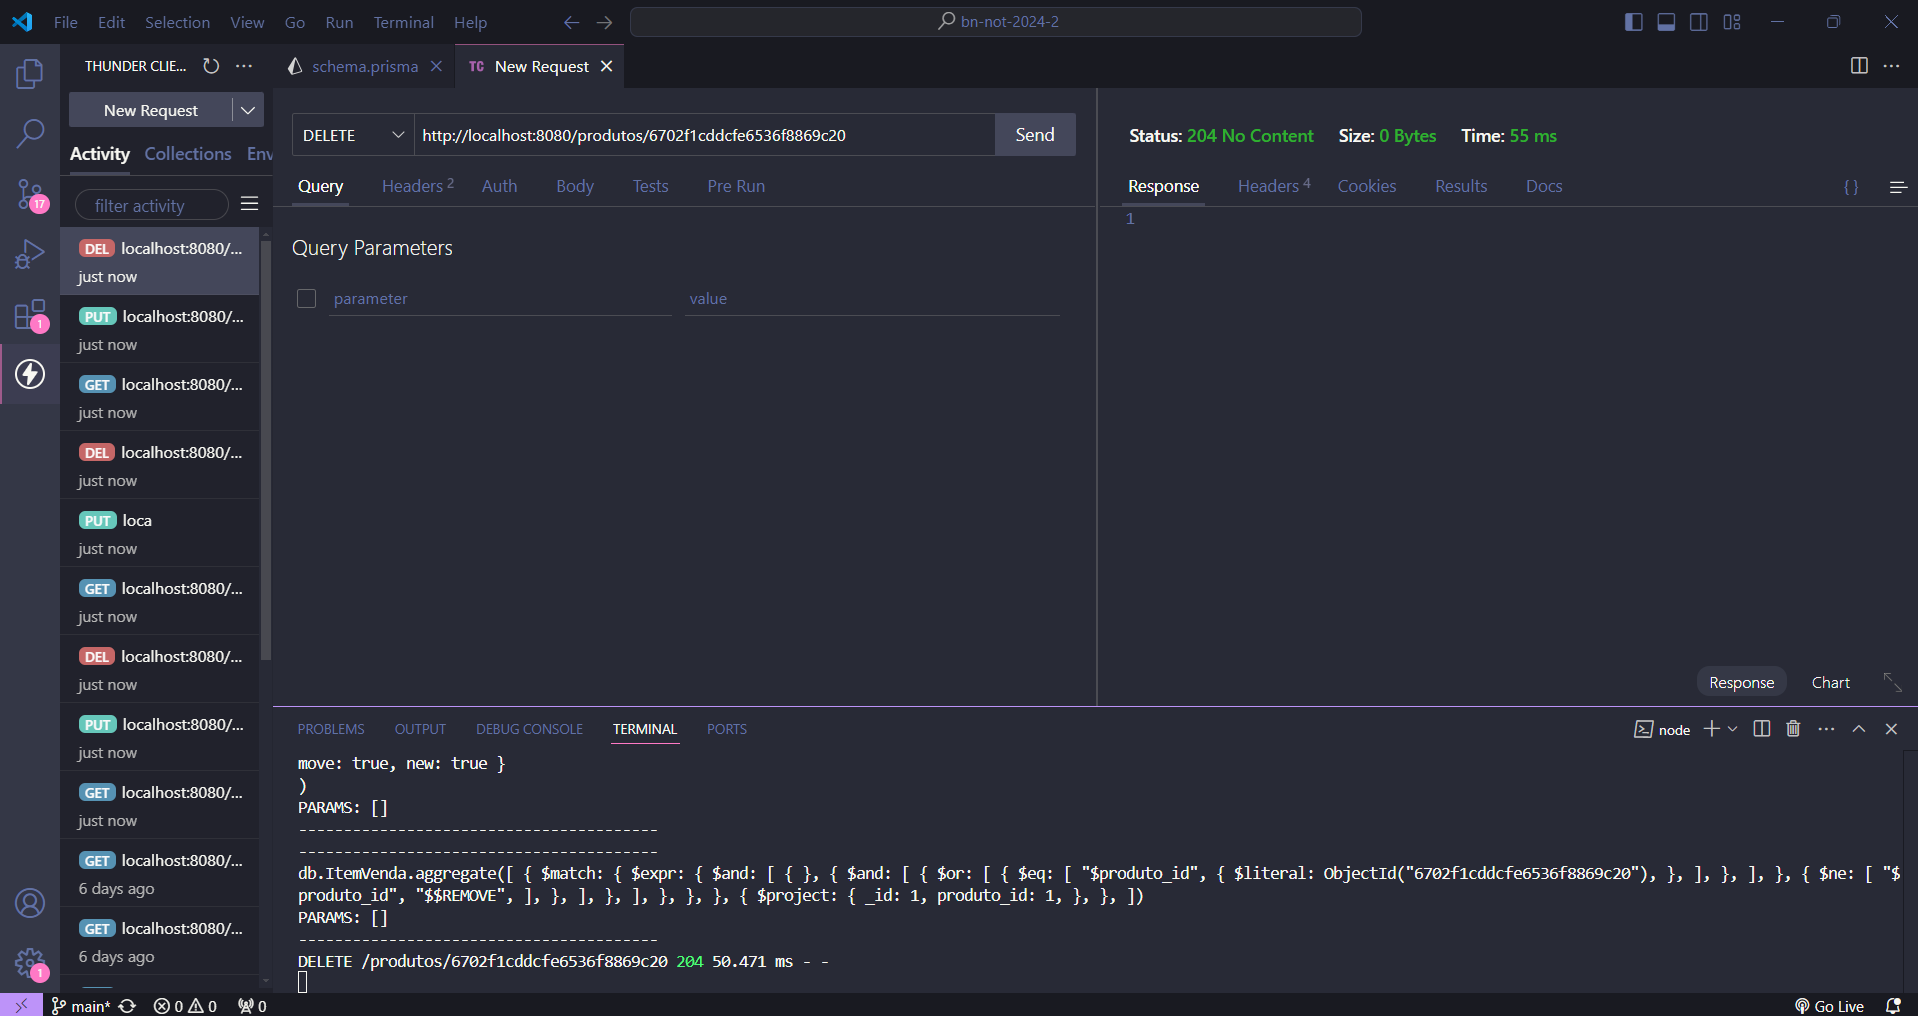 File Edit Selection View Go Run Terminal Help
bn-not-2024-2
THUNDER CLIE...
schema.prisma
TC New Request
New Request
Activity Collections Env
filter activity
DEL localhost:8080/...
just now
PUT localhost:8080/...
just now
GET localhost:8080/...
just now
DEL localhost:8080/...
just now
PUT loca
just now
GET localhost:8080/...
just now
DEL localhost:8080/...
just now
PUT localhost:8080/...
just now
GET localhost:8080/...
just now
GET localhost:8080/...
6 days ago
GET localhost:8080/...
6 days ago
17
1
1
DELETE http://localhost:8080/produtos/6702f1cddcfe6536f8869c20 Send
Query Headers 2 Auth Body Tests Pre Run
Query Parameters
parameter value
Status: 204 No Content Size: 0 Bytes Time: 55 ms
Response Headers 4 Cookies Results Docs { }
1
Response Chart
PROBLEMS OUTPUT DEBUG CONSOLE TERMINAL PORTS
node
move: true, new: true }
)
PARAMS: []
----------------------------------------
----------------------------------------
db.ItemVenda.aggregate([ { $match: { $expr: { $and: [ { }, { $and: [ { $or: [ { $eq: [ "$produto_id", { $literal: ObjectId("6702f1cddcfe6536f8869c20"), }, ], }, ], }, { $ne: [ "$
produto_id", "$$REMOVE", ], }, ], }, ], }, }, }, { $project: { _id: 1, produto_id: 1, }, }, ])
PARAMS: []
----------------------------------------
DELETE /produtos/6702f1cddcfe6536f8869c20 204 50.471 ms - -
main* 0 0 0
Go Live